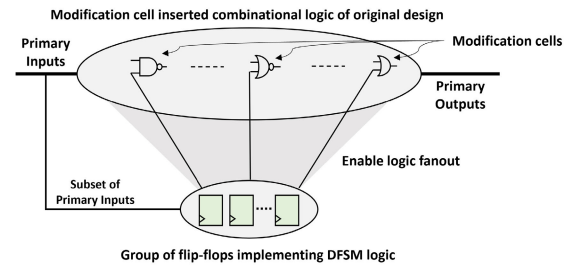 Modification cell inserted combinational logic of original design
Primary
Inputs
Modification cells
Primary
Outputs
Enable logic fanout
Subset of
Primary Inputs
Group of flip-flops implementing DFSM logic